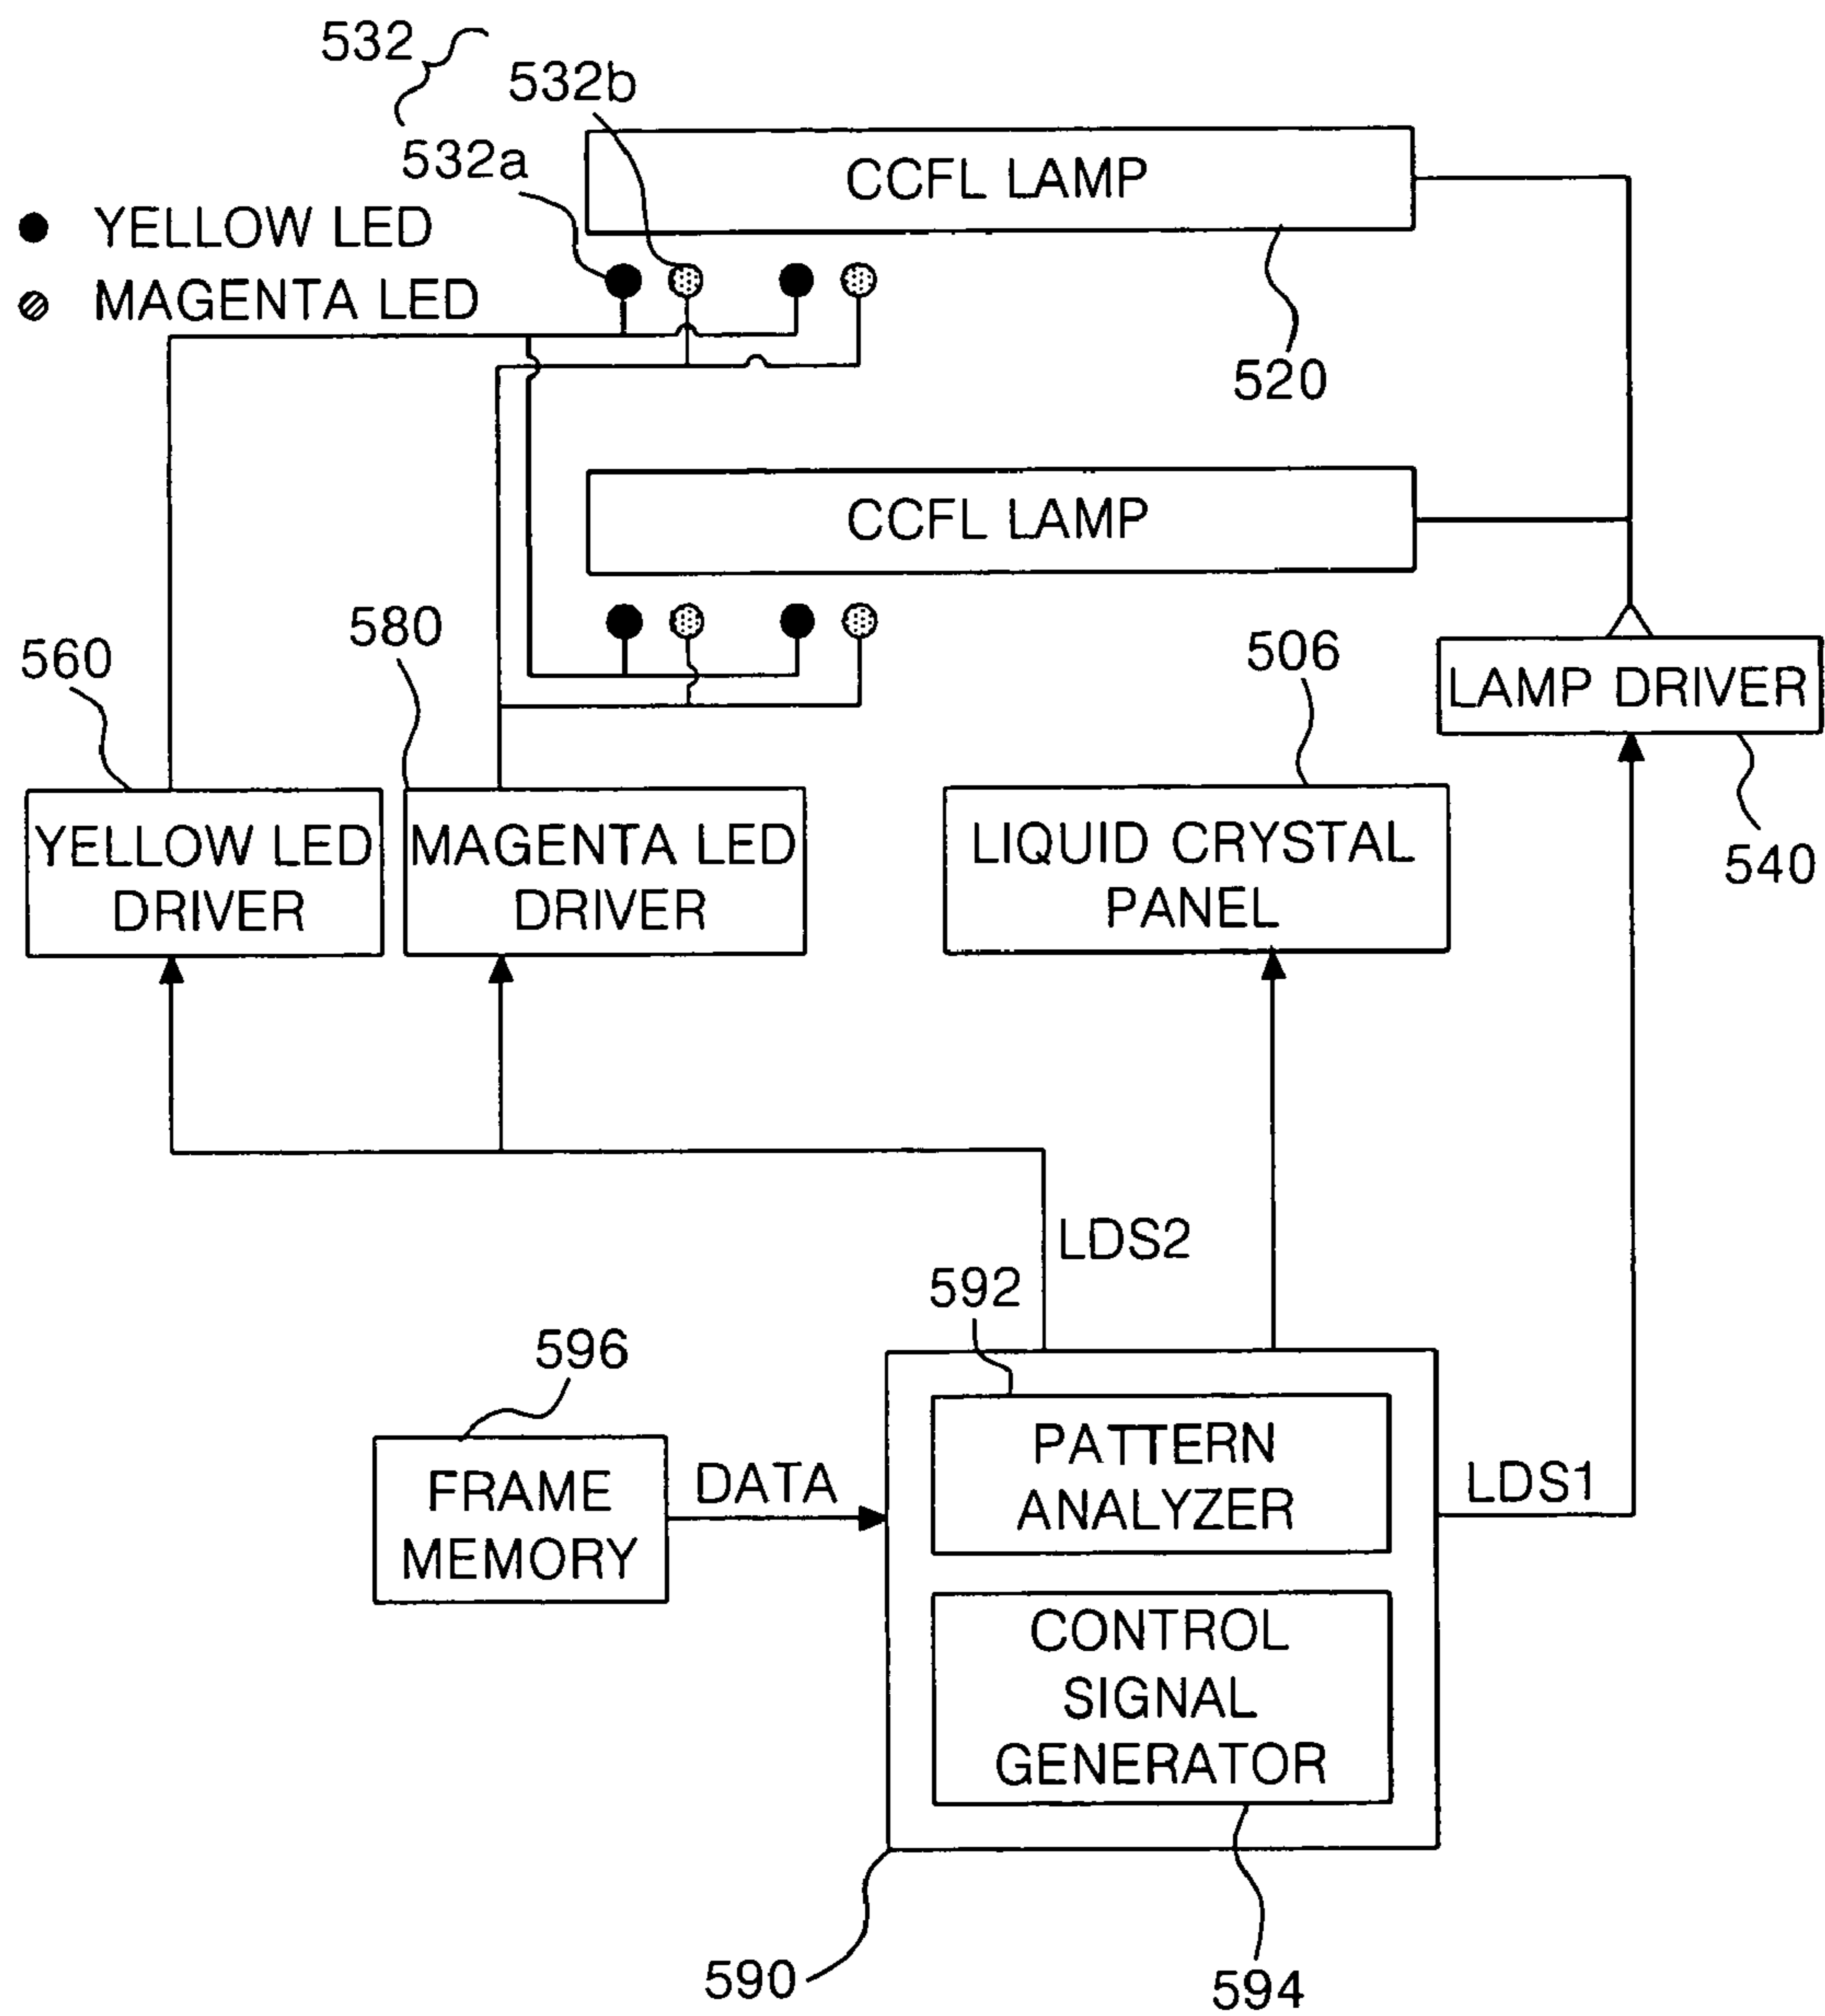 532
532b
532a
CCFL LAMP
YELLOW LED
MAGENTA LED
520
CCFL LAMP
580
560
506
LAMP DRIVER
540
YELLOW LED
DRIVER
MAGENTA LED
DRIVER
LIQUID CRYSTAL
PANEL
LDS2
592
596
FRAME
MEMORY
DATA
PATTERN
ANALYZER
LDS1
CONTROL
SIGNAL
GENERATOR
590
594